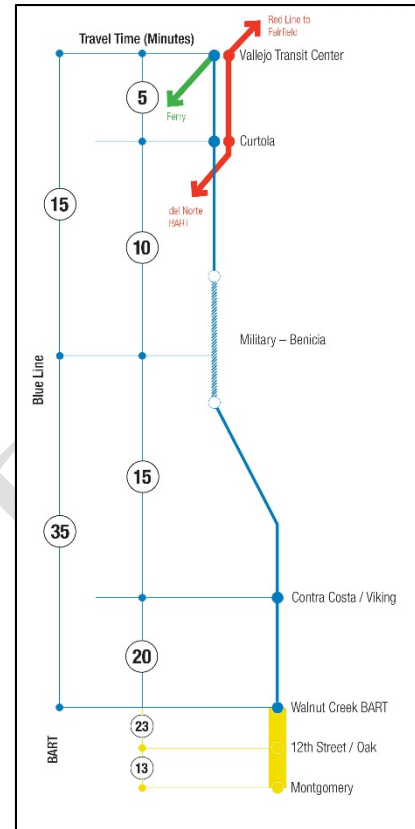 Red Line to
Fairfield
Travel Time (Minutes)
Vallejo Transit Center
5
Ferry
Curtola
15
del Norte
BART
10
Military – Benicia
Blue Line
15
35
Contra Costa / Viking
20
Walnut Creek BART
23
BART
12th Street / Oak
13
Montgomery